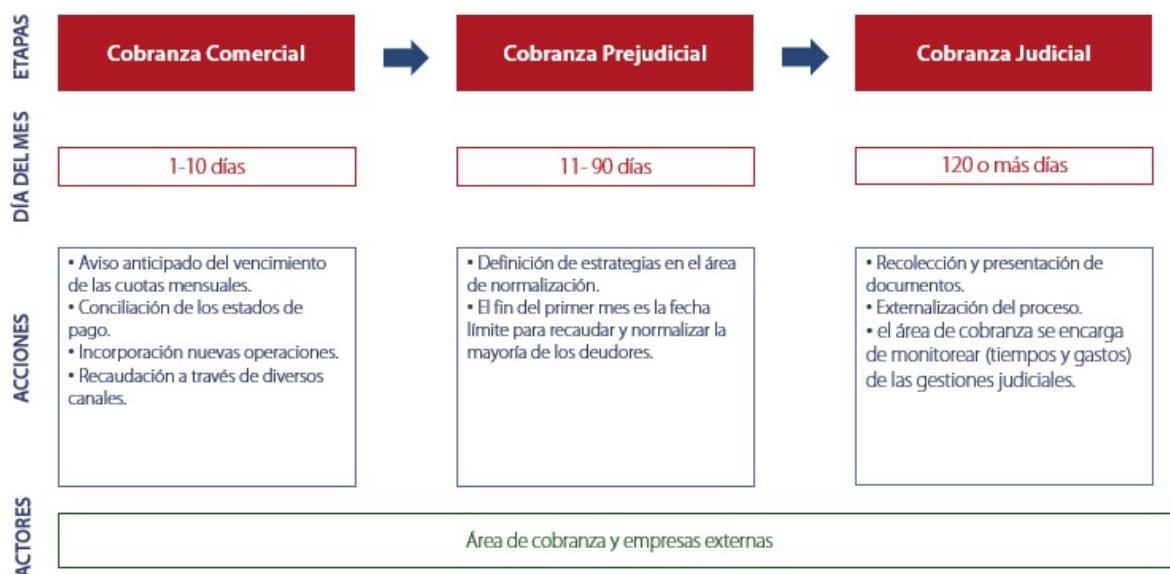 ETAPAS
Cobranza Comercial
Cobranza Prejudicial
Cobranza Judicial
DÍA DEL MES
1-10 días
11- 90 días
120 o más días
ACCIONES
• Aviso anticipado del vencimiento
de las cuotas mensuales.
• Conciliación de los estados de
pago.
• Incorporación nuevas operaciones.
• Recaudación a través de diversos
canales.
• Definición de estrategias en el área
de normalización.
• El fin del primer mes es la fecha
límite para recaudar y normalizar la
mayoría de los deudores.
• Recolección y presentación de
documentos.
• Externalización del proceso.
• el área de cobranza se encarga
de monitorear (tiempos y gastos)
de las gestiones judiciales.
ACTORES
Área de cobranza y empresas externas